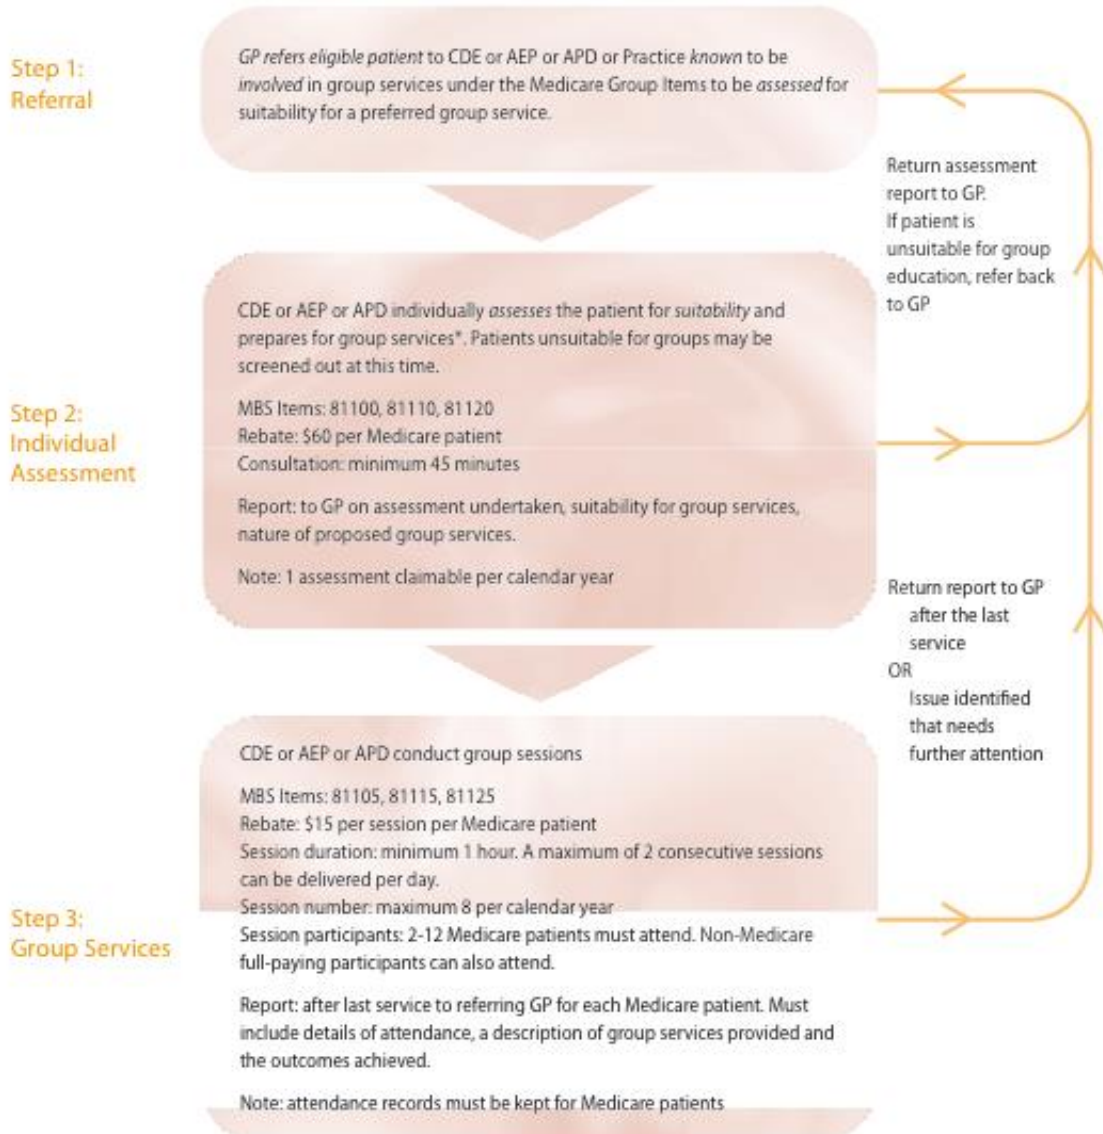 Step 1:
Referral
GP refers eligible patient to CDE or AEP or APD or Practice known to be
involved in group services under the Medicare Group Items to be assessed for
suitability for a preferred group service.
Return assessment
report to GP.
If patient is
unsuitable for group
education, refer back
to GP
Step 2:
Individual
Assessment
CDE or AEP or APD individually assesses the patient for suitability and
prepares for group services*. Patients unsuitable for groups may be
screened out at this time.
MBS Items: 81100, 81110, 81120
Rebate: $60 per Medicare patient
Consultation: minimum 45 minutes
Report: to GP on assessment undertaken, suitability for group services,
nature of proposed group services.
Note: 1 assessment claimable per calendar year
Return report to GP
after the last
service
OR
Issue identified
that needs
further attention
Step 3:
Group Services
CDE or AEP or APD conduct group sessions
MBS Items: 81105, 81115, 81125
Rebate: $15 per session per Medicare patient
Session duration: minimum 1 hour. A maximum of 2 consecutive sessions
can be delivered per day.
Session number: maximum 8 per calendar year
Session participants: 2-12 Medicare patients must attend. Non-Medicare
full-paying participants can also attend.
Report: after last service to referring GP for each Medicare patient. Must
include details of attendance, a description of group services provided and
the outcomes achieved.
Note: attendance records must be kept for Medicare patients